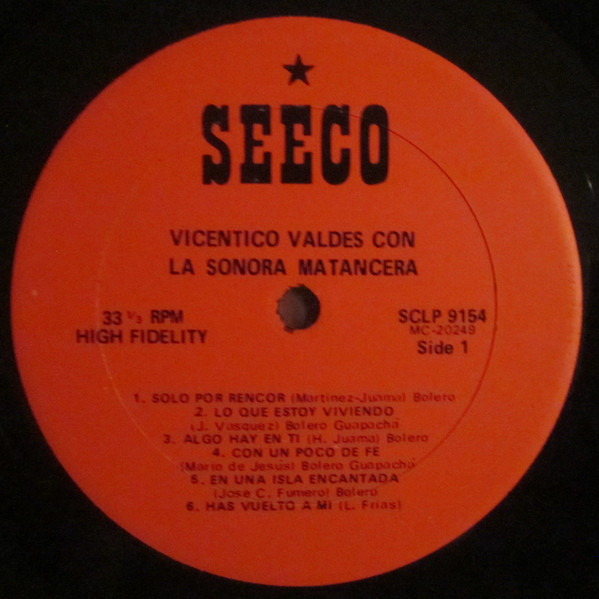 SEECO
VICENTICO VALDES CON
LA SONORA MATANCERA
33 1/3 RPM
HIGH FIDELITY
SCLP 9154
MC-20249
Side 1
1. SOLO POR RENCOR (Martinez-Juama) Bolero
2. LO QUE ESTOY VIVIENDO
(J. Vasquez) Bolero Guapachá
3. ALGO HAY EN TI (H. Juama) Bolero
4. CON UN POCO DE FE
(Mario de Jesus) Bolero Guapachá
5. EN UNA ISLA ENCANTADA
(José C. Fumero) Bolero
6. HAS VUELTO A MI (L. Frias)